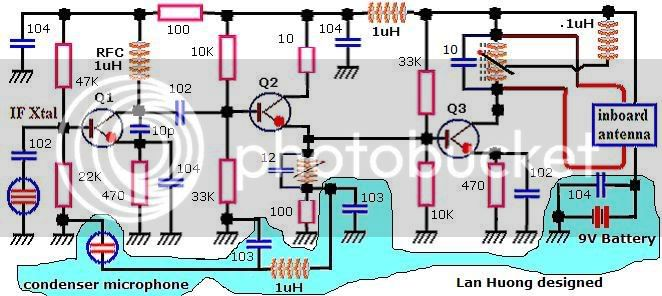 104
100
10K
10
104
1uH
.1uH
RFC
1uH
47K
Q1
102
Q2
33K
10
Q3
IF Xtal
102
10p
inboard
antenna
22K
470
104
33K
12
100
103
10K
470
102
104
9V Battery
103
1uH
condenser microphone
Lan Huong designed
photobucket